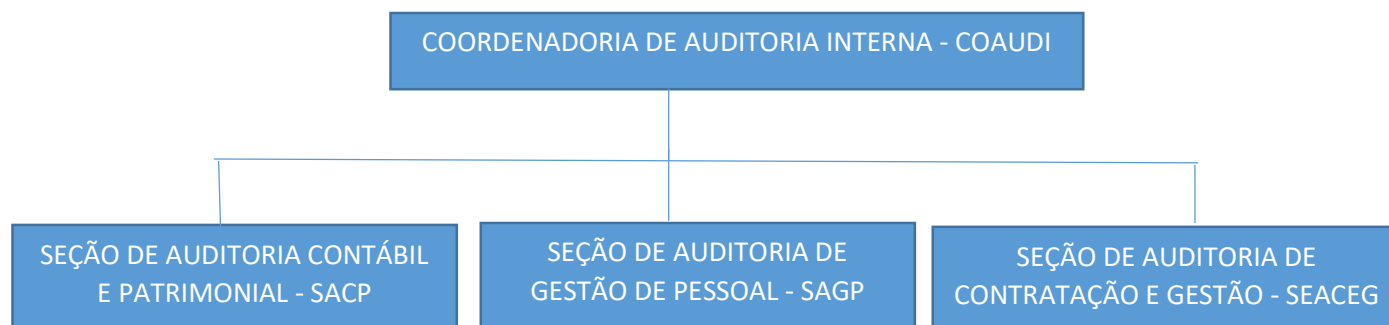 COORDENADORIA DE AUDITORIA INTERNA - COAUDI
SEÇÃO DE AUDITORIA CONTÁBIL
E PATRIMONIAL - SACP
SEÇÃO DE AUDITORIA DE
GESTÃO DE PESSOAL - SAGP
SEÇÃO DE AUDITORIA DE
CONTRATAÇÃO E GESTÃO - SEACEG